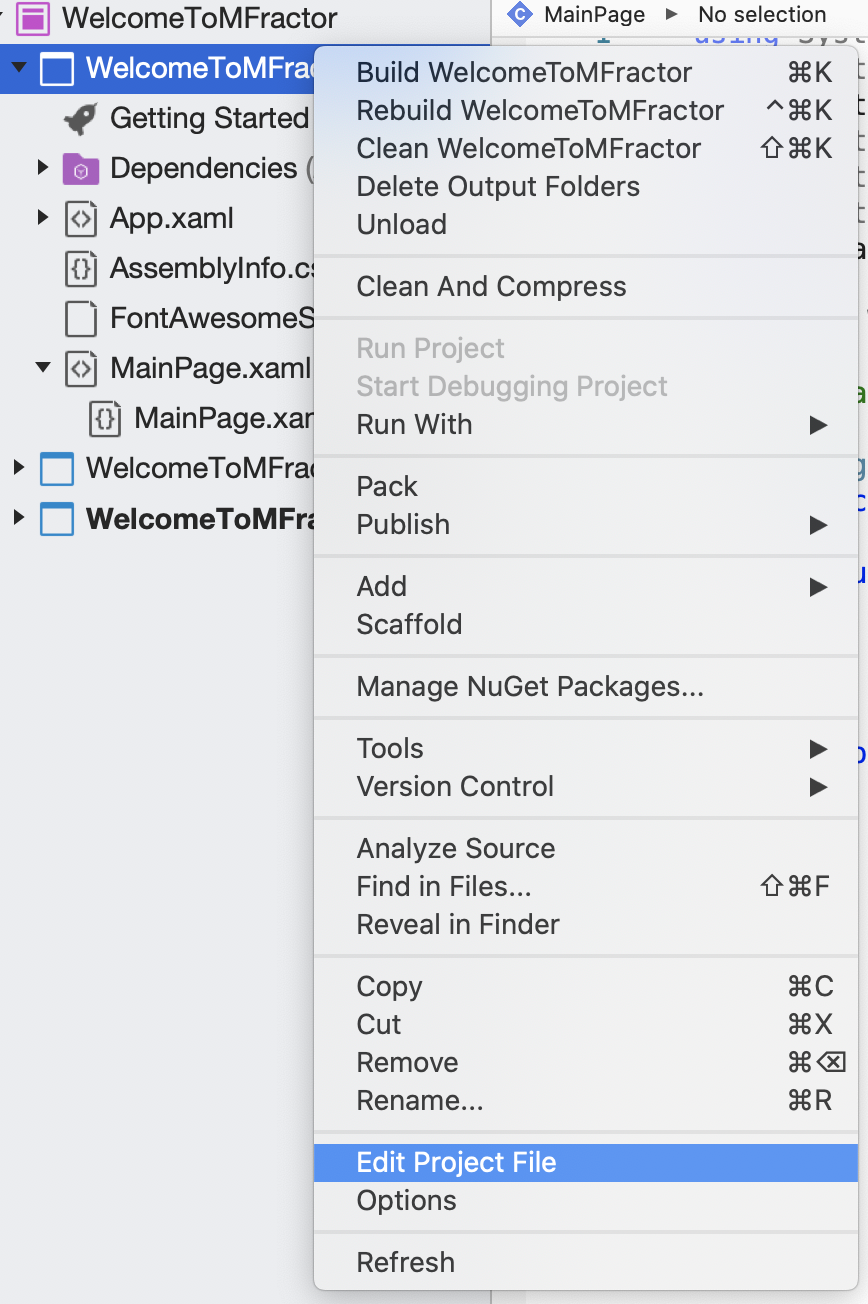 WelcomeToMFractor
MainPage ▸ No selection
1 using
WelcomeToMFrac
Getting Started
Dependencies (
App.xaml
AssemblyInfo.cs
FontAwesomeS
MainPage.xaml
MainPage.xam
WelcomeToMFrac
WelcomeToMFra
Build WelcomeToMFractor ⌘K
Rebuild WelcomeToMFractor ^⌘K
Clean WelcomeToMFractor ⇧⌘K
Delete Output Folders
Unload
Clean And Compress
Run Project
Start Debugging Project
Run With ▶
Pack
Publish ▶
Add ▶
Scaffold
Manage NuGet Packages...
Tools ▶
Version Control ▶
Analyze Source
Find in Files... ⇧⌘F
Reveal in Finder
Copy ⌘C
Cut ⌘X
Remove ⌘⌫
Rename... ⌘R
Edit Project File
Options
Refresh